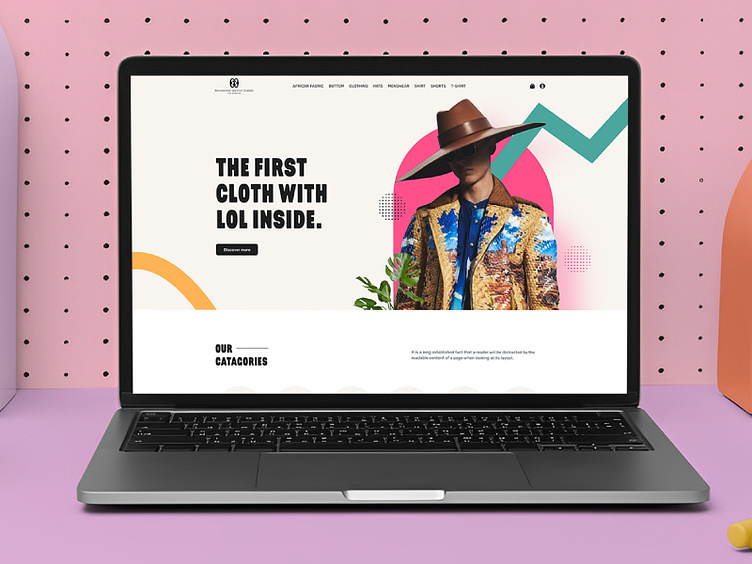 AFRICAN FABRIC BOTTOM CLOTHING HATS MENSWEAR SHIRT SHORTS T-SHIRT
THE FIRST
CLOTH WITH
LOL INSIDE.
Discover more
OUR
CATAGORIES
It is a long established fact that a reader will be distracted by the
readable content of a page when looking at its layout.